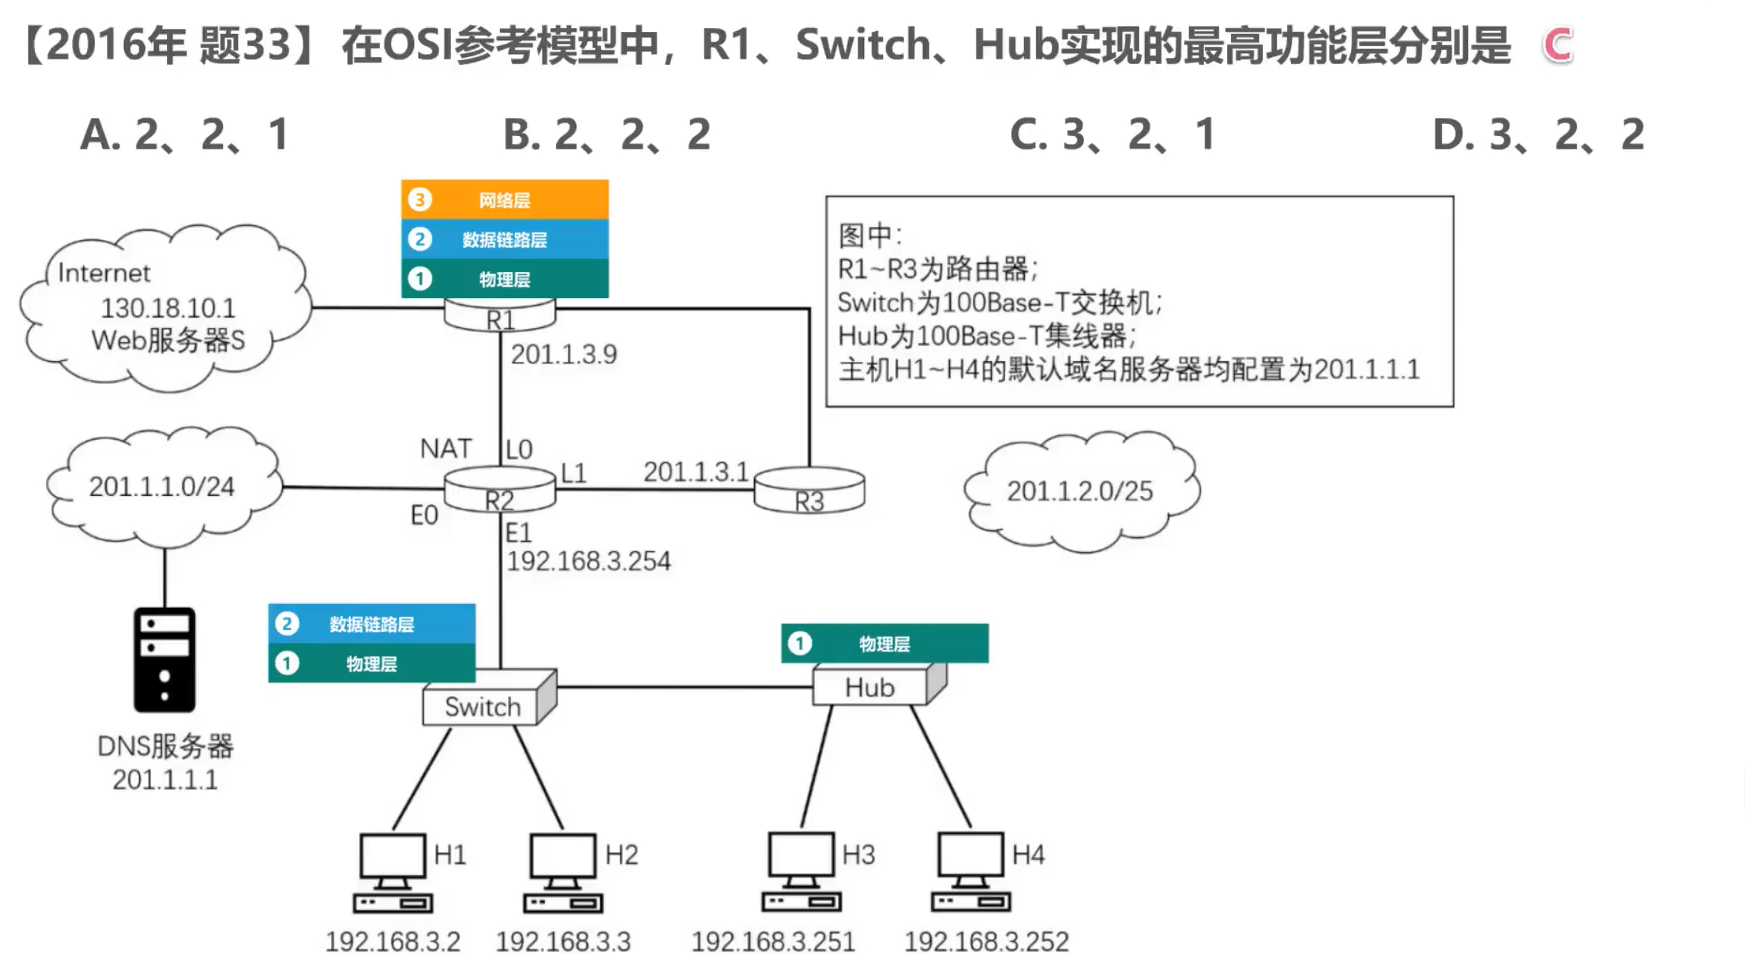 【2016年 题33】在OSI参考模型中，R1、Switch、Hub实现的最高功能层分别是 C
A. 2、2、1 B. 2、2、2 C. 3、2、1 D. 3、2、2
3 网络层
2 数据链路层
1 物理层
Internet
130.18.10.1
Web服务器S
R1
201.1.3.9
图中：
R1~R3为路由器；
Switch为100Base-T交换机；
Hub为100Base-T集线器；
主机H1~H4的默认域名服务器均配置为201.1.1.1
NAT
L0
201.1.1.0/24
R2
L1
201.1.3.1
R3
201.1.2.0/25
E0
E1
192.168.3.254
2 数据链路层
1 物理层
1 物理层
Switch
Hub
DNS服务器
201.1.1.1
H1
H2
H3
H4
192.168.3.2
192.168.3.3
192.168.3.251
192.168.3.252